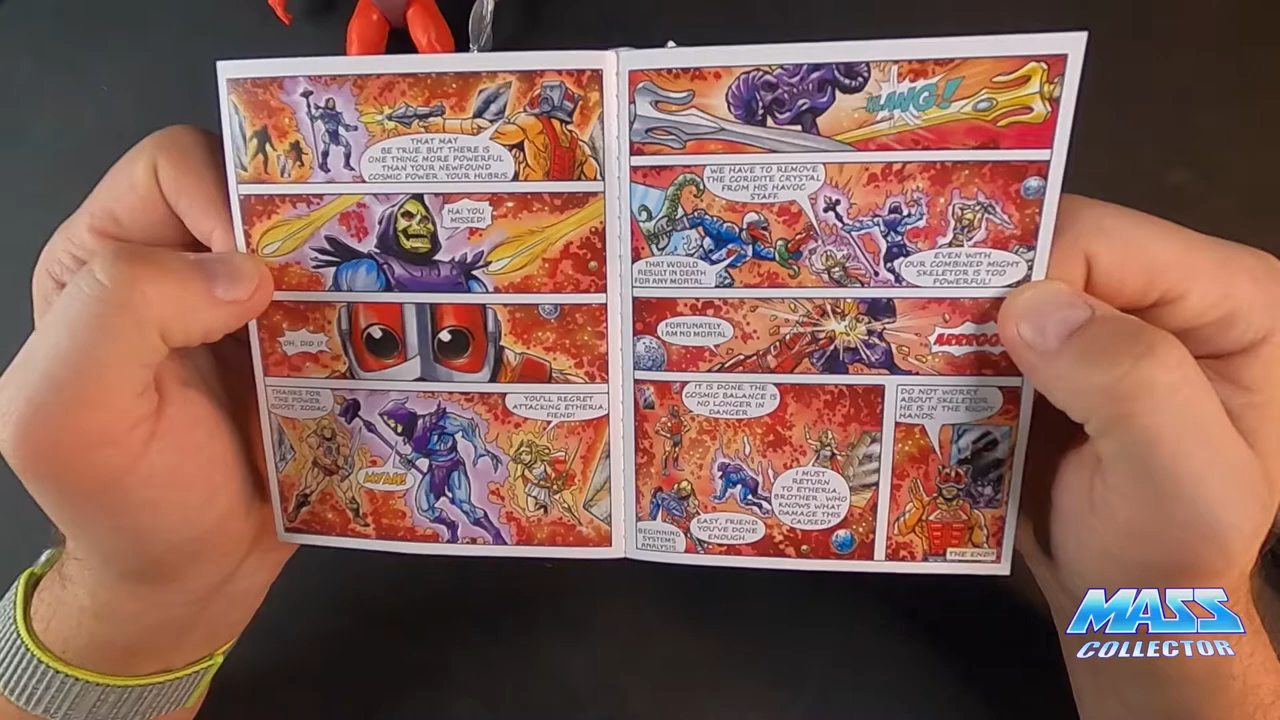 THAT MAY
BE TRUE. BUT THERE IS
ONE THING MORE POWERFUL
THAN YOUR NEWFOUND
COSMIC POWER. YOUR HUBRIS.
HA! YOU
MISSED!
OH, DID I?
THANKS FOR
THE POWER
BOOST, ZODAC.
MYAH!
YOU'LL REGRET
ATTACKING ETHERIA,
FIEND!
KLANG!
WE HAVE TO REMOVE
THE CORIDITE CRYSTAL
FROM HIS HAVOC
STAFF.
THAT WOULD
RESULT IN DEATH
FOR ANY MORTAL...
EVEN WITH
OUR COMBINED MIGHT
SKELETOR IS TOO
POWERFUL!
FORTUNATELY,
I AM NO MORTAL.
IT IS DONE. THE
COSMIC BALANCE IS
NO LONGER IN
DANGER.
BEGINNING
SYSTEMS
ANALYSIS
EASY, FRIEND
YOU'VE DONE
ENOUGH.
I MUST
RETURN
TO ETHERIA,
BROTHER. WHO
KNOWS WHAT
DAMAGE THIS
CAUSED?
DO NOT WORRY
ABOUT SKELETOR
HE IS IN THE RIGHT
HANDS.
THE END?
MASS
COLLECTOR